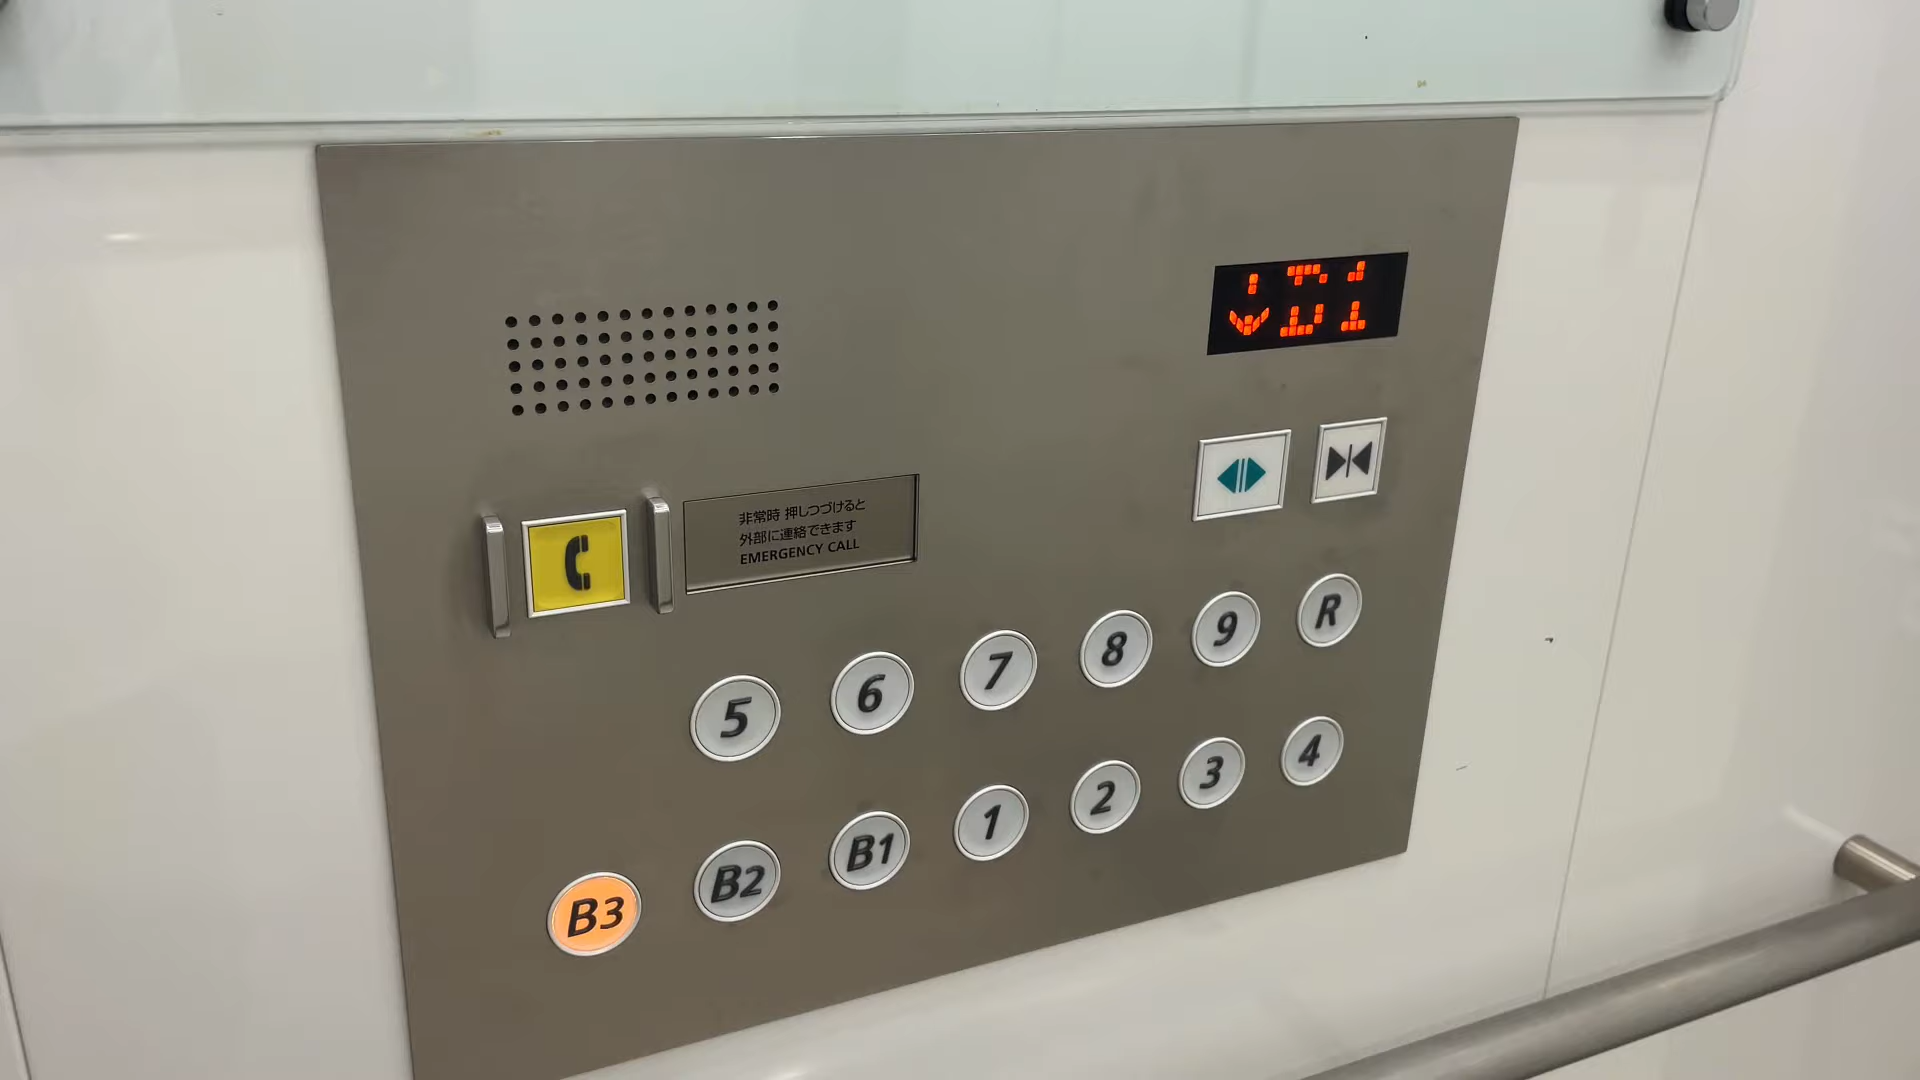 B1
非常時 押しつづけると
外部に連絡できます
EMERGENCY CALL
5 6 7 8 9 R
B3 B2 B1 1 2 3 4